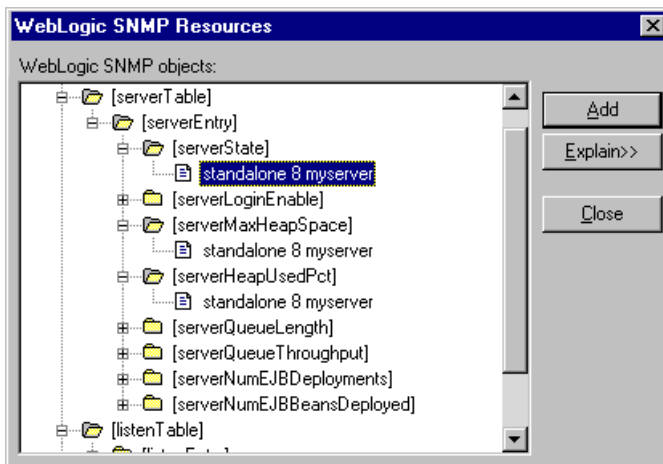 WebLogic SNMP Resources
WebLogic SNMP objects:
[serverTable]
[serverEntry]
[serverState]
standalone 8 myserver
[serverLoginEnable]
[serverMaxHeapSpace]
standalone 8 myserver
[serverHeapUsedPct]
standalone 8 myserver
[serverQueueLength]
[serverQueueThroughput]
[serverNumEJBDeployments]
[serverNumEJBBeansDeployed]
[listenTable]
Add
Explain>>
Close